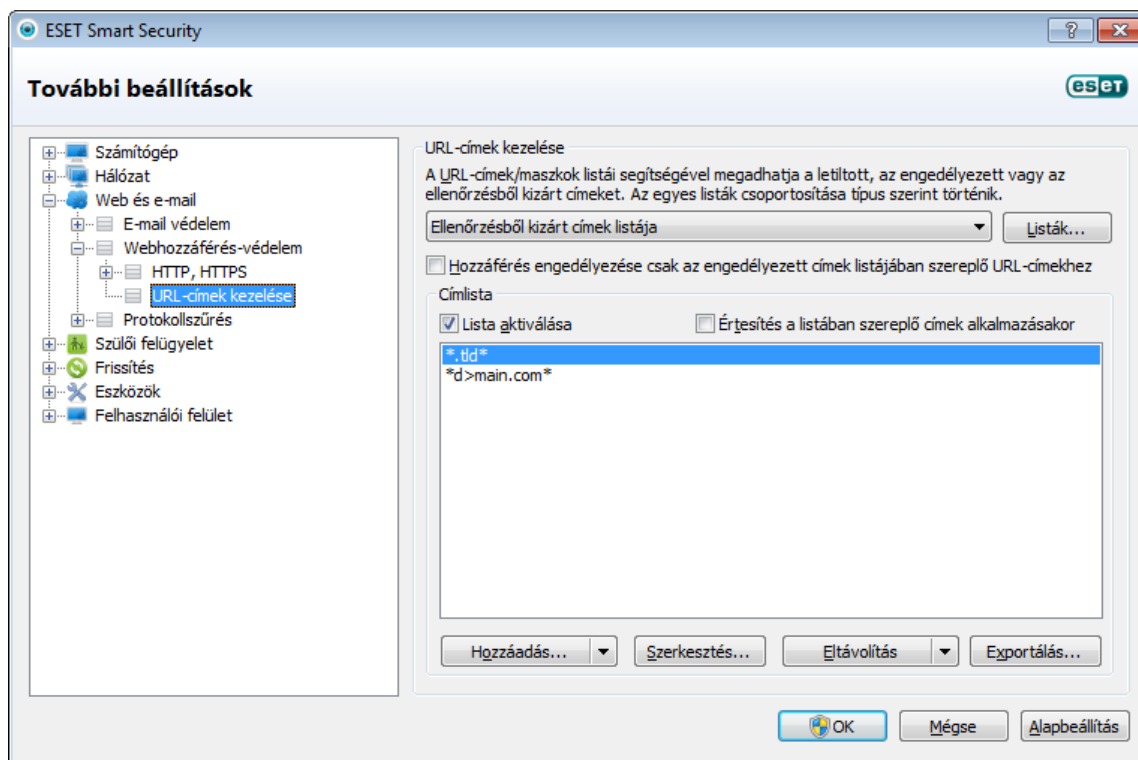 ESET Smart Security
További beállítások
eseT
Számítógép
Hálózat
Web és e-mail
E-mail védelem
Webhozzáférés-védelem
HTTP, HTTPS
URL-címek kezelése
Protokollszűrés
Szülői felügyelet
Frissítés
Eszközök
Felhasználói felület
URL-címek kezelése
A URL-címek/maszkok listái segítségével megadhatja a letiltott, az engedélyezett vagy az
ellenőrzésből kizárt címeket. Az egyes listák csoportosítása típus szerint történik.
Ellenőrzésből kizárt címek listája
Listák...
Hozzáférés engedélyezése csak az engedélyezett címek listájában szereplő URL-címekhez
Címlista
Lista aktiválása
Értesítés a listában szereplő címek alkalmazásakor
*.tld*
*d>main.com*
Hozzáadás...
Szerkesztés...
Eltávolítás
Exportálás...
OK
Mégse
Alapbeállítás